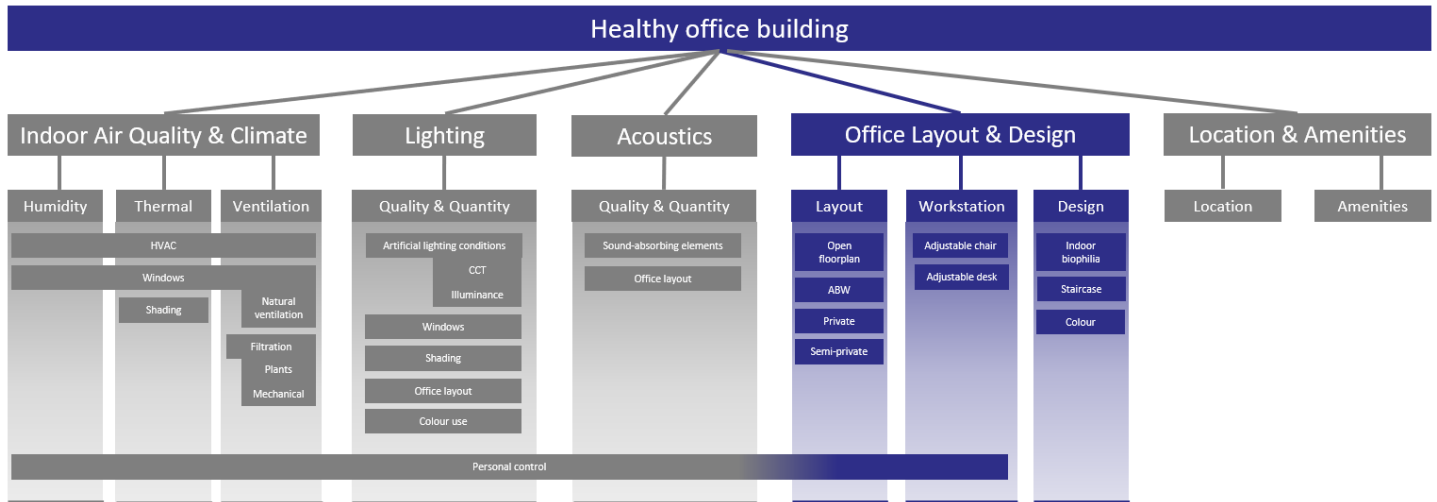 Healthy office building
Indoor Air Quality & Climate
Lighting
Acoustics
Office Layout & Design
Location & Amenities
Humidity
Thermal
Ventilation
Quality & Quantity
Quality & Quantity
Layout
Workstation
Design
Location
Amenities
HVAC
Windows
Shading
Natural
ventilation
Filtration
Plants
Mechanical
Artificial lighting conditions
CCT
Illuminance
Windows
Shading
Office layout
Colour use
Sound-absorbing elements
Office layout
Open
floorplan
ABW
Private
Semi-private
Adjustable chair
Adjustable desk
Indoor
biophilia
Staircase
Colour
Personal control